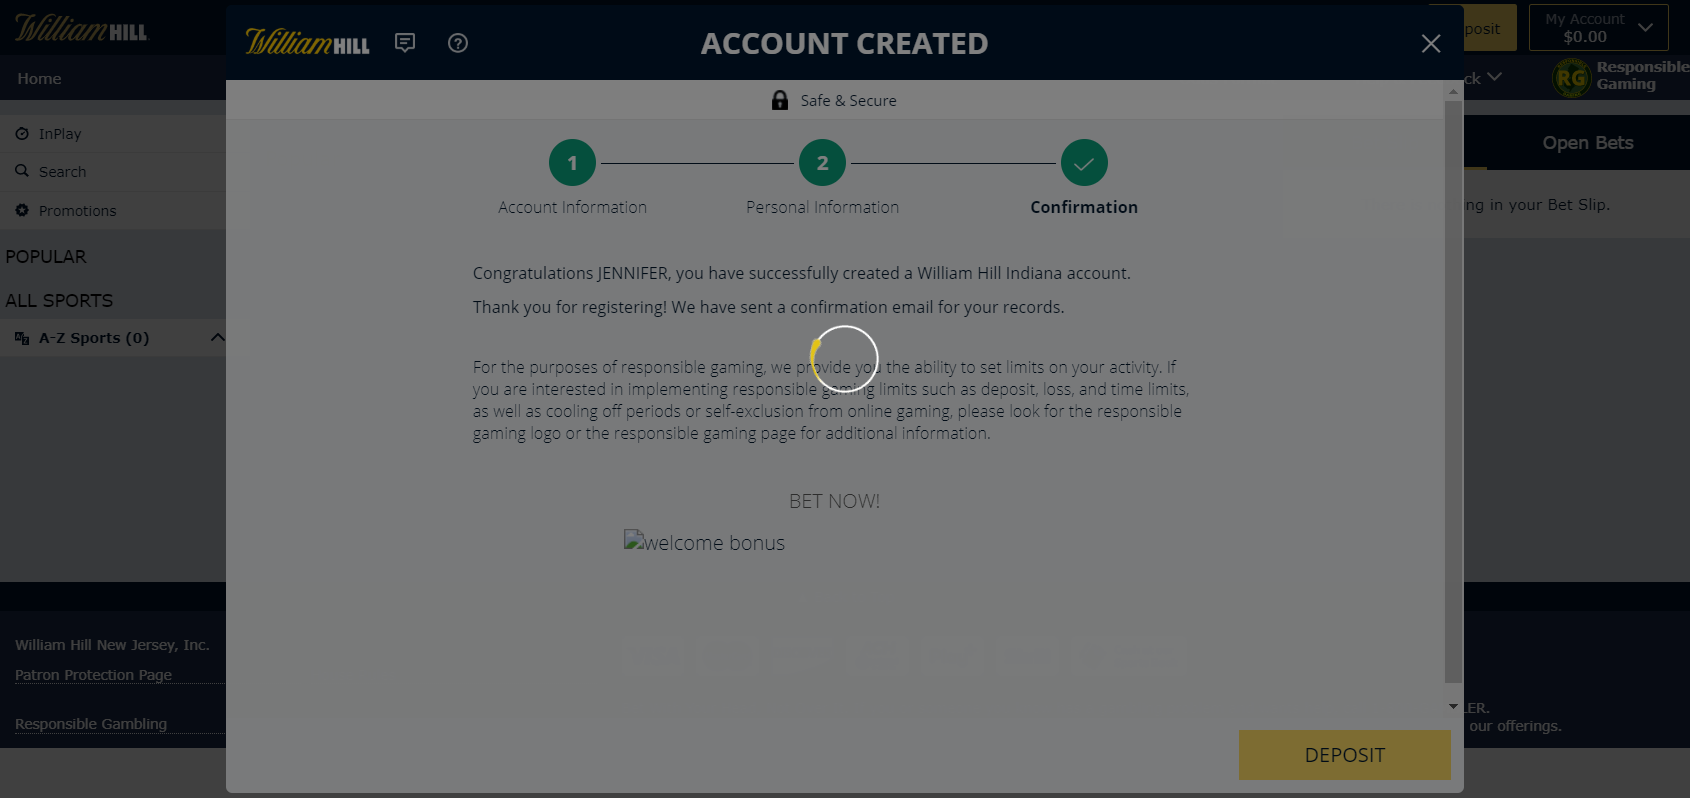 William HILL
Home
InPlay
Search
Promotions
POPULAR
ALL SPORTS
A-Z Sports (0)
William Hill New Jersey, Inc.
Patron Protection Page
Responsible Gambling
William HILL
ACCOUNT CREATED
Safe & Secure
1
2
Account Information
Personal Information
Confirmation
Congratulations JENNIFER, you have successfully created a William Hill Indiana account.
Thank you for registering! We have sent a confirmation email for your records.
For the purposes of responsible gaming, we provide you the ability to set limits on your activity. If
you are interested in implementing responsible gaming limits such as deposit, loss, and time limits,
as well as cooling off periods or self-exclusion from online gaming, please look for the responsible
gaming logo or the responsible gaming page for additional information.
BET NOW!
welcome bonus
DEPOSIT
posit
My Account
$0.00
ck
RG
Responsible
Gaming
Open Bets
ng in your Bet Slip.
LER.
our offerings.